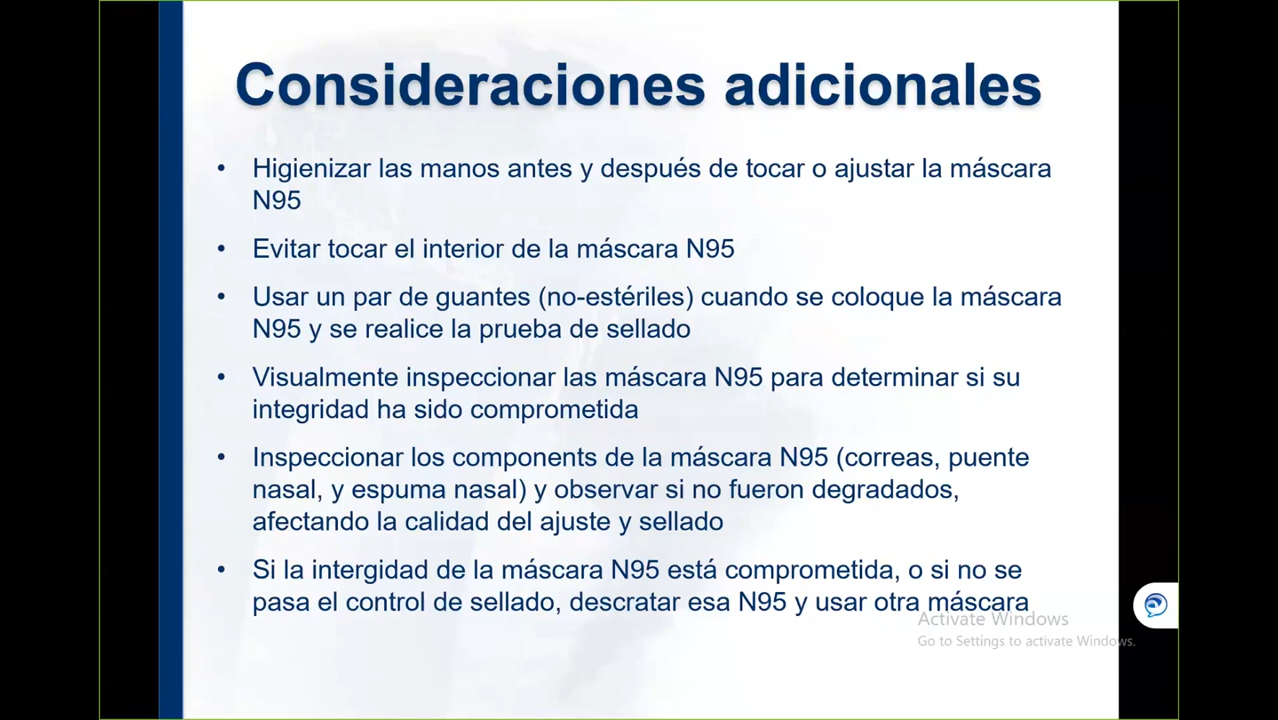 Consideraciones adicionales
• Higienizar las manos antes y después de tocar o ajustar la máscara
N95
• Evitar tocar el interior de la máscara N95
• Usar un par de guantes (no-estériles) cuando se coloque la máscara
N95 y se realice la prueba de sellado
• Visualmente inspeccionar las máscara N95 para determinar si su
integridad ha sido comprometida
• Inspeccionar los components de la máscara N95 (correas, puente
nasal, y espuma nasal) y observar si no fueron degradados,
afectando la calidad del ajuste y sellado
• Si la intergidad de la máscara N95 está comprometida, o si no se
pasa el control de sellado, descratar esa N95 y usar otra máscara
Activate Windows
Go to Settings to activate Windows.